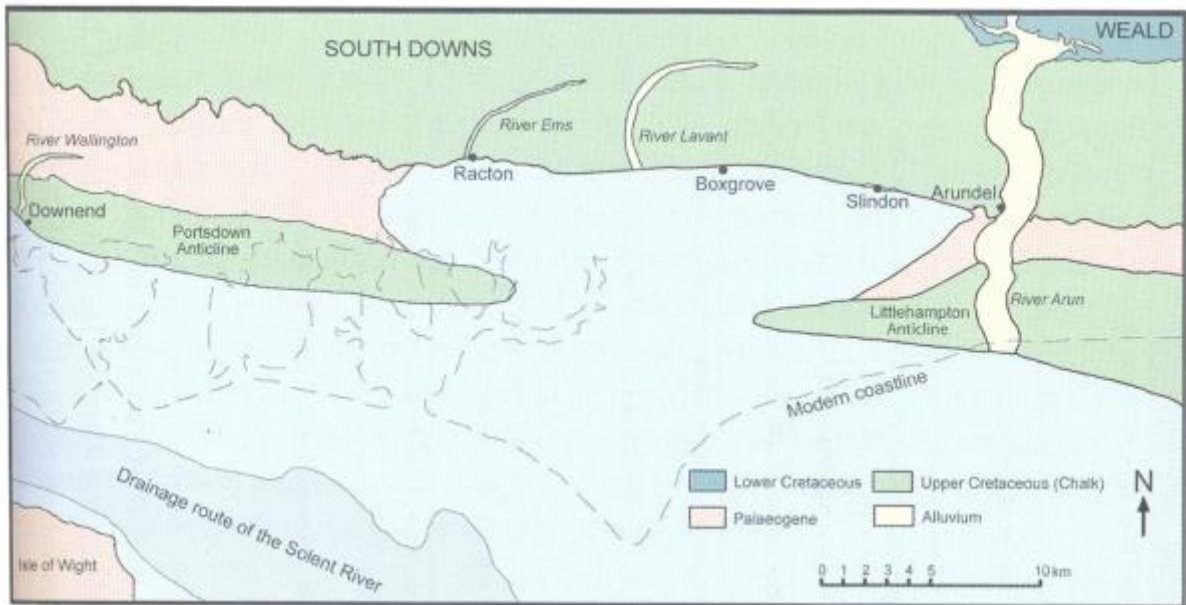 SOUTH DOWNS
WEALD
River Wallington
River Ems
River Lavant
Racton
Boxgrove
Slindon
Arundel
Downend
Portsdown
Anticline
Littlehampton
Anticline
River Arun
Modern coastline
Drainage route of the Solent River
Isle of Wight
Lower Cretaceous
Upper Cretaceous (Chalk)
Palaeogene
Alluvium
N
0 1 2 3 4 5 10 km